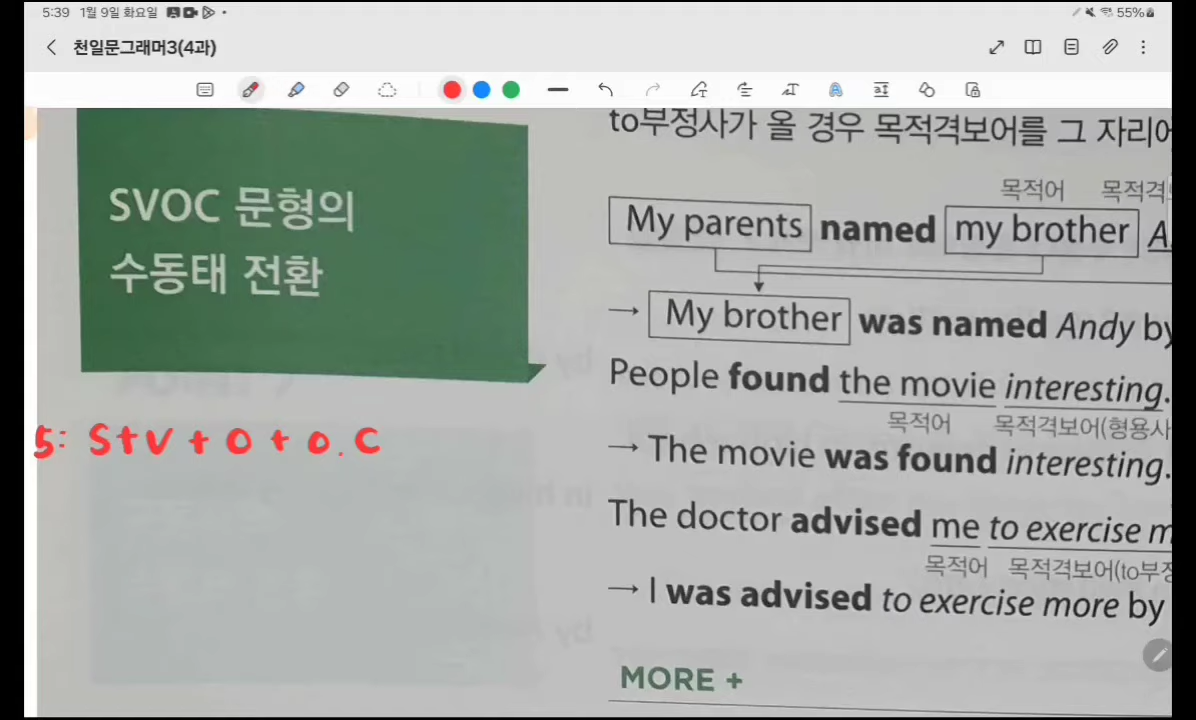 5:39 1월 9일 화요일
55%
천일문그래머3(4과)
SVOC 문형의
수동태 전환
5: S+V+O+O.C
to부정사가 올 경우 목적격보어를 그 자리에
목적어 목적격
My parents named my brother
→ My brother was named Andy by
People found the movie interesting.
목적어 목적격보어(형용사
→ The movie was found interesting.
The doctor advised me to exercise m
목적어 목적격보어(to부정
→ I was advised to exercise more by
MORE +